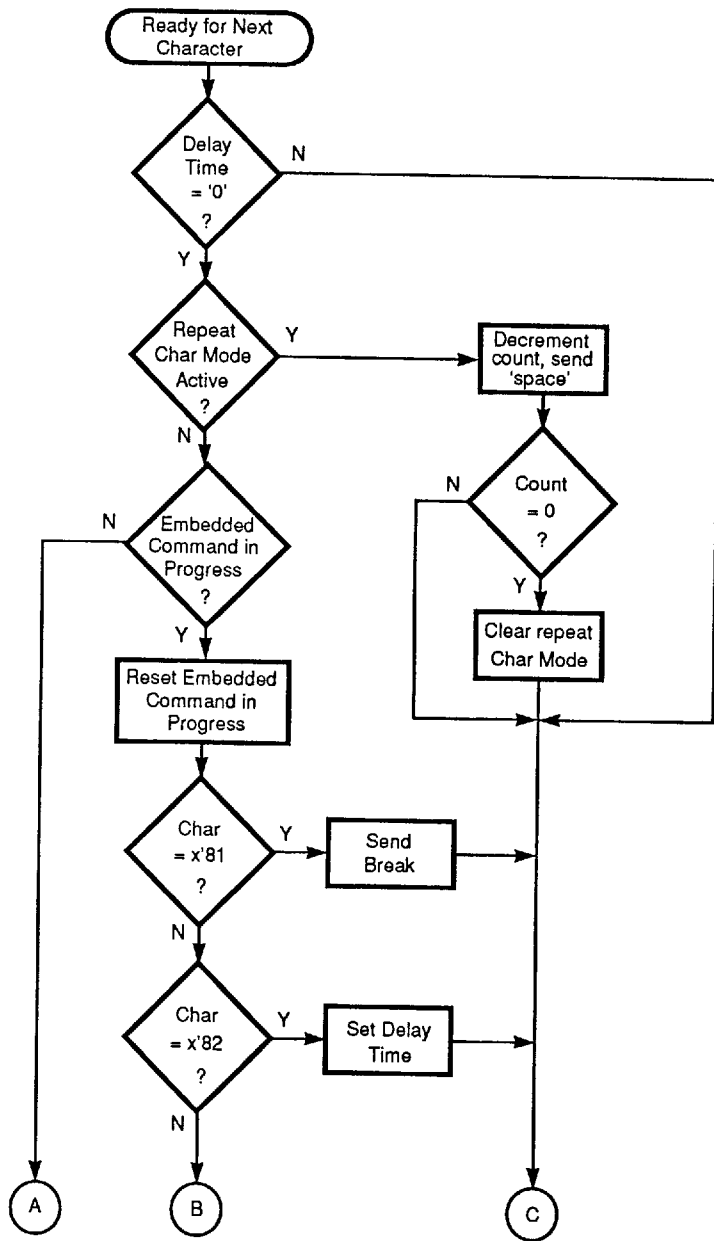 Ready for Next
Character
Delay
Time
= '0'
?
N
Y
Repeat
Char Mode
Active
?
Y
N
Decrement
count, send
'space'
Count
= 0
?
N
Y
Clear repeat
Char Mode
Embedded
Command in
Progress
?
N
Y
Reset Embedded
Command in
Progress
Char
= x'81
?
Y
N
Send
Break
Char
= x'82
?
Y
N
Set Delay
Time
A
B
C